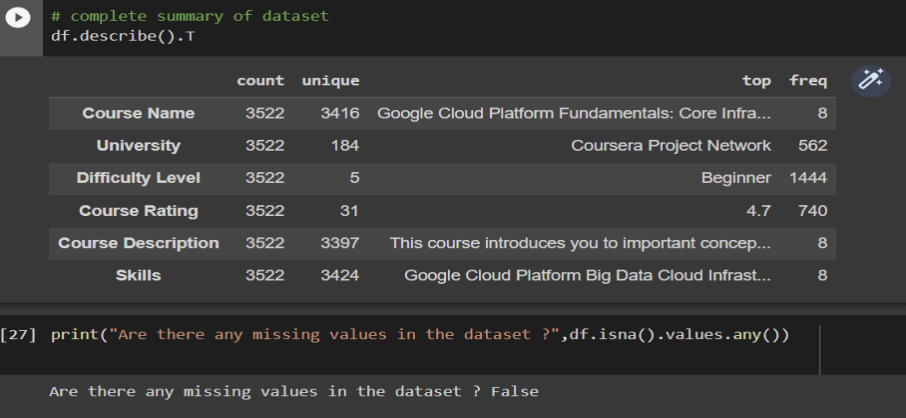 # complete summary of dataset
df.describe().T
count unique top freq
Course Name 3522 3416 Google Cloud Platform Fundamentals: Core Infra... 8
University 3522 184 Coursera Project Network 562
Difficulty Level 3522 5 Beginner 1444
Course Rating 3522 31 4.7 740
Course Description 3522 3397 This course introduces you to important concep... 8
Skills 3522 3424 Google Cloud Platform Big Data Cloud Infrast... 8
[27] print("Are there any missing values in the dataset ?",df.isna().values.any())
Are there any missing values in the dataset ? False